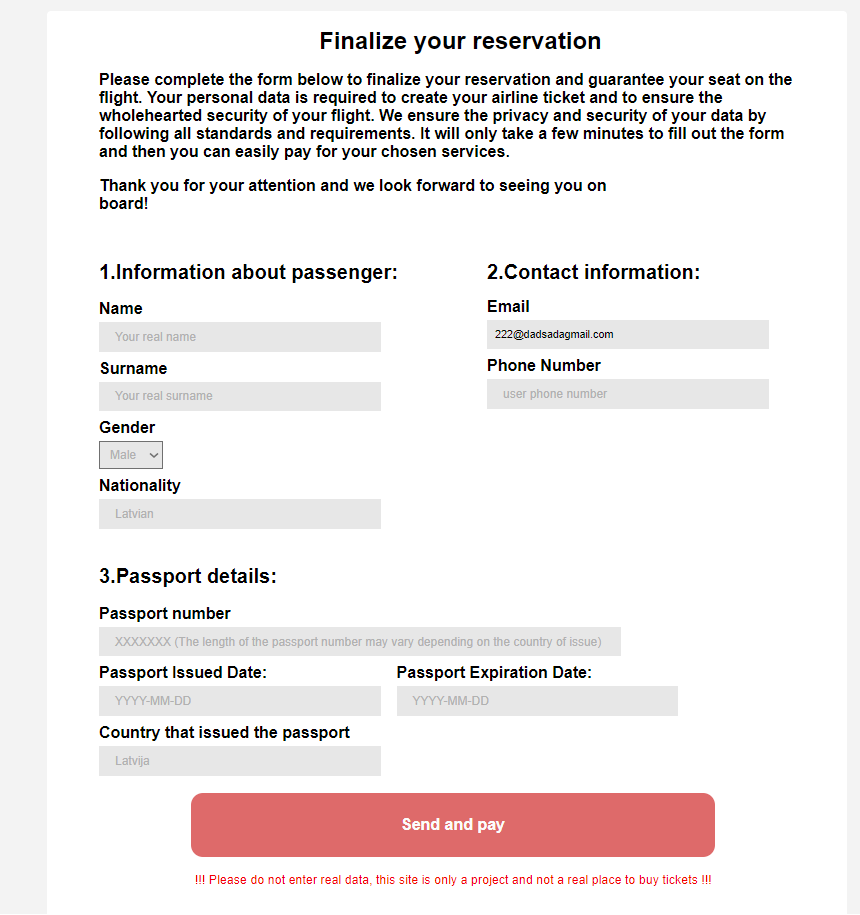 Finalize your reservation
Please complete the form below to finalize your reservation and guarantee your seat on the
flight. Your personal data is required to create your airline ticket and to ensure the
wholehearted security of your flight. We ensure the privacy and security of your data by
following all standards and requirements. It will only take a few minutes to fill out the form
and then you can easily pay for your chosen services.
Thank you for your attention and we look forward to seeing you on
board!
1.Information about passenger:
Name
Your real name
Surname
Your real surname
Gender
Male
Nationality
Latvian
2.Contact information:
Email
222@dadsadagmail.com
Phone Number
user phone number
3.Passport details:
Passport number
XXXXXXX (The length of the passport number may vary depending on the country of issue)
Passport Issued Date:
YYYY-MM-DD
Passport Expiration Date:
YYYY-MM-DD
Country that issued the passport
Latvija
Send and pay
!!! Please do not enter real data, this site is only a project and not a real place to buy tickets !!!